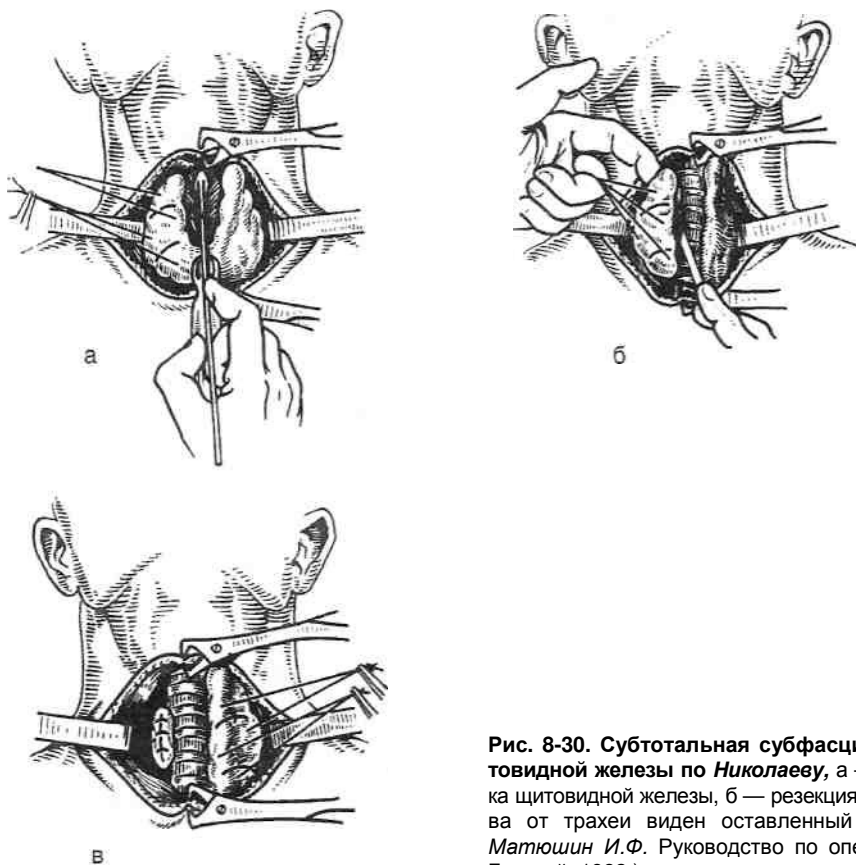 а
б
в
Рис. 8-30. Субтотальная субфасци
товидной железы по Николаеву, а —
ка щитовидной железы, б — резекция
ва от трахеи виден оставленный
Матюшин И.Ф. Руководство по опе